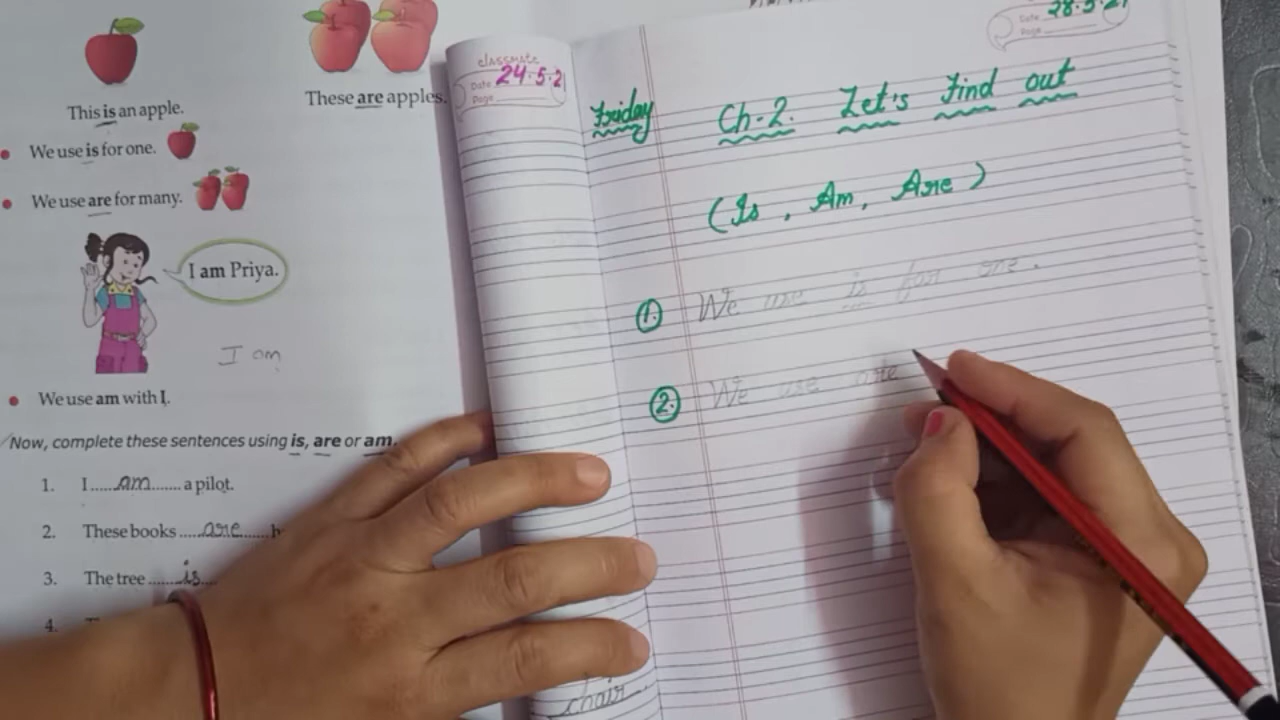 This is an apple.
These are apples.
We use is for one.
We use are for many.
I am Priya.
I am
We use am with I.
Now, complete these sentences using is, are or am.
1. I ......am....... a pilot.
2. These books .....are...... h
3. The tree .......is....
4.
classmate
Date 24.5.2
Page
chair
Date 28.5.21
Page
Friday Ch-2. Let's Find out
(Is, Am, Are)
1. We use is for one.
2. We use are